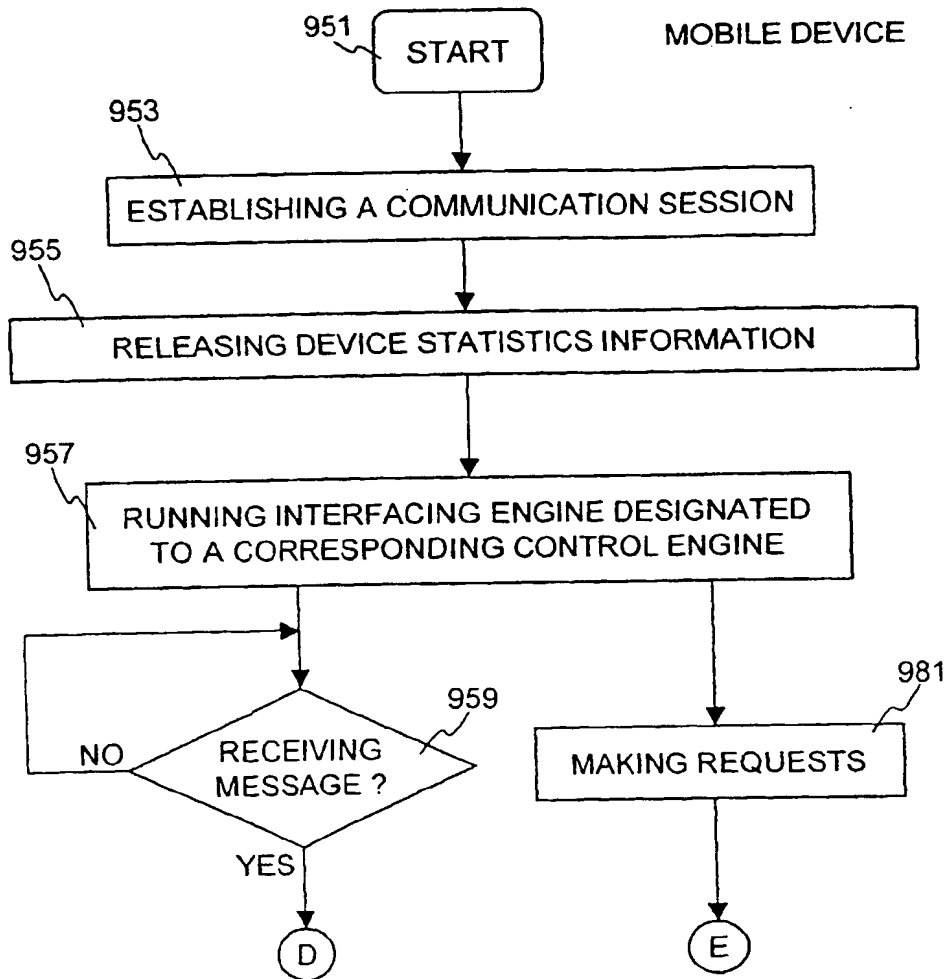 951
START
MOBILE DEVICE
953
ESTABLISHING A COMMUNICATION SESSION
955
RELEASING DEVICE STATISTICS INFORMATION
957
RUNNING INTERFACING ENGINE DESIGNATED
TO A CORRESPONDING CONTROL ENGINE
959
981
NO
RECEIVING
MESSAGE ?
MAKING REQUESTS
YES
D
E